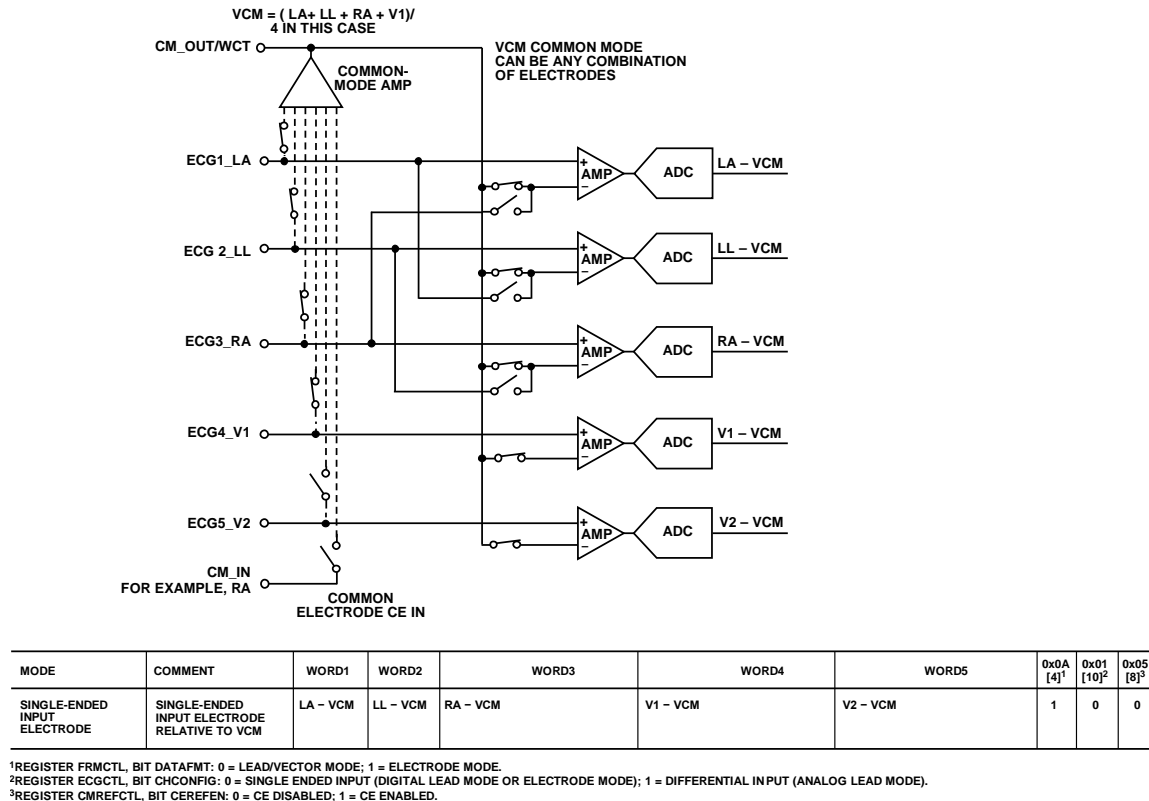 VCM = ( LA+ LL + RA + V1)/
4 IN THIS CASE
CM_OUT/WCT
COMMON-
MODE AMP
VCM COMMON MODE
CAN BE ANY COMBINATION
OF ELECTRODES
ECG1_LA
+
AMP
−
ADC
LA – VCM
ECG 2_LL
+
AMP
−
ADC
LL – VCM
ECG3_RA
+
AMP
−
ADC
RA – VCM
ECG4_V1
+
AMP
−
ADC
V1 – VCM
ECG5_V2
+
AMP
−
ADC
V2 – VCM
CM_IN
FOR EXAMPLE, RA
COMMON
ELECTRODE CE IN
MODE COMMENT WORD1 WORD2 WORD3 WORD4 WORD5 0x0A [4]1 0x01 [10]2 0x05 [8]3
SINGLE-ENDED
INPUT
ELECTRODE
SINGLE-ENDED
INPUT ELECTRODE
RELATIVE TO VCM
LA − VCM LL − VCM RA − VCM V1 − VCM V2 − VCM 1 0 0
1REGISTER FRMCTL, BIT DATAFMT: 0 = LEAD/VECTOR MODE; 1 = ELECTRODE MODE.
2REGISTER ECGCTL, BIT CHCONFIG: 0 = SINGLE ENDED INPUT (DIGITAL LEAD MODE OR ELECTRODE MODE); 1 = DIFFERENTIAL INPUT (ANALOG LEAD MODE).
3REGISTER CMREFCTL, BIT CEREFEN: 0 = CE DISABLED; 1 = CE ENABLED.